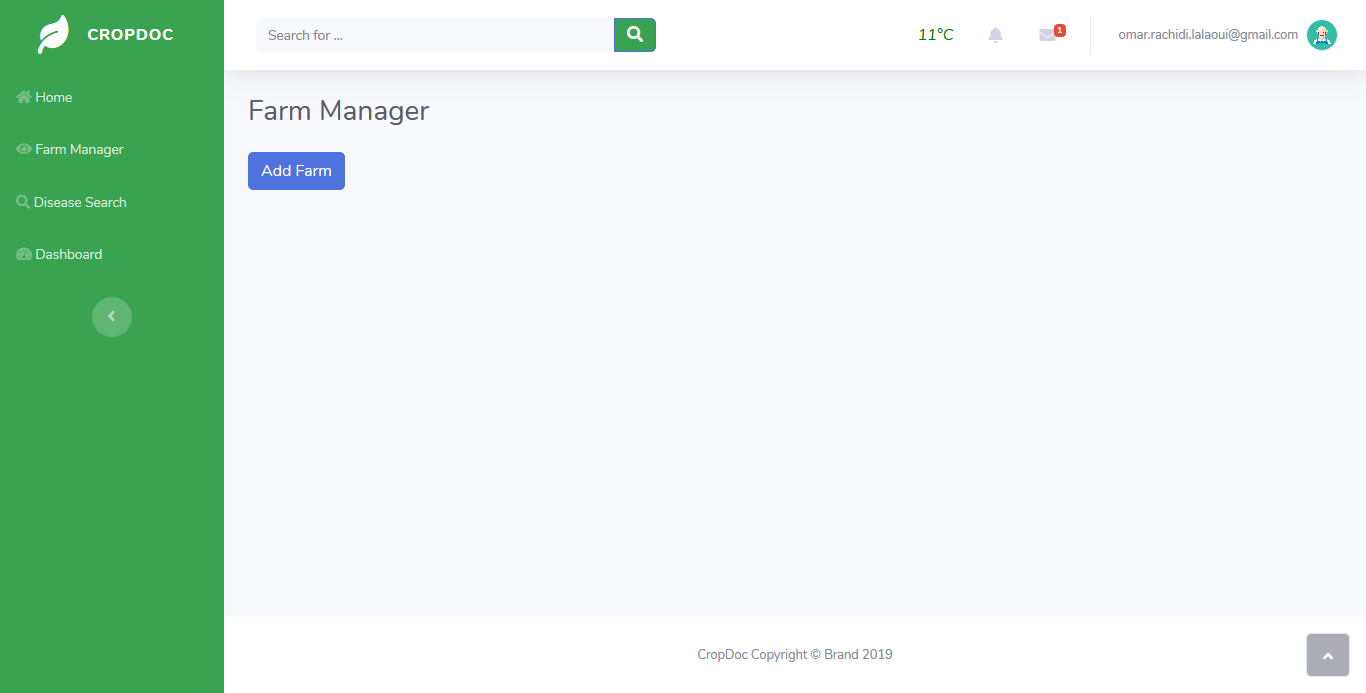 CROPDOC
Home
Farm Manager
Disease Search
Dashboard
Search for ...
11°C
1
omar.rachidi.lalaoui@gmail.com
Farm Manager
Add Farm
CropDoc Copyright © Brand 2019